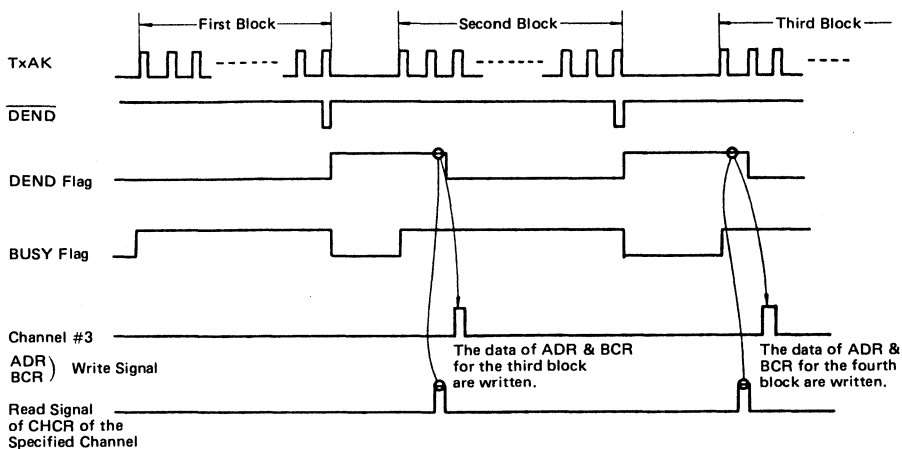 First Block
Second Block
Third Block
TxAK
DEND
DEND Flag
BUSY Flag
Channel #3
ADR
BCR ) Write Signal
The data of ADR & BCR
for the third block
are written.
The data of ADR &
BCR for the fourth
block are written.
Read Signal
of CHCR of the
Specified Channel